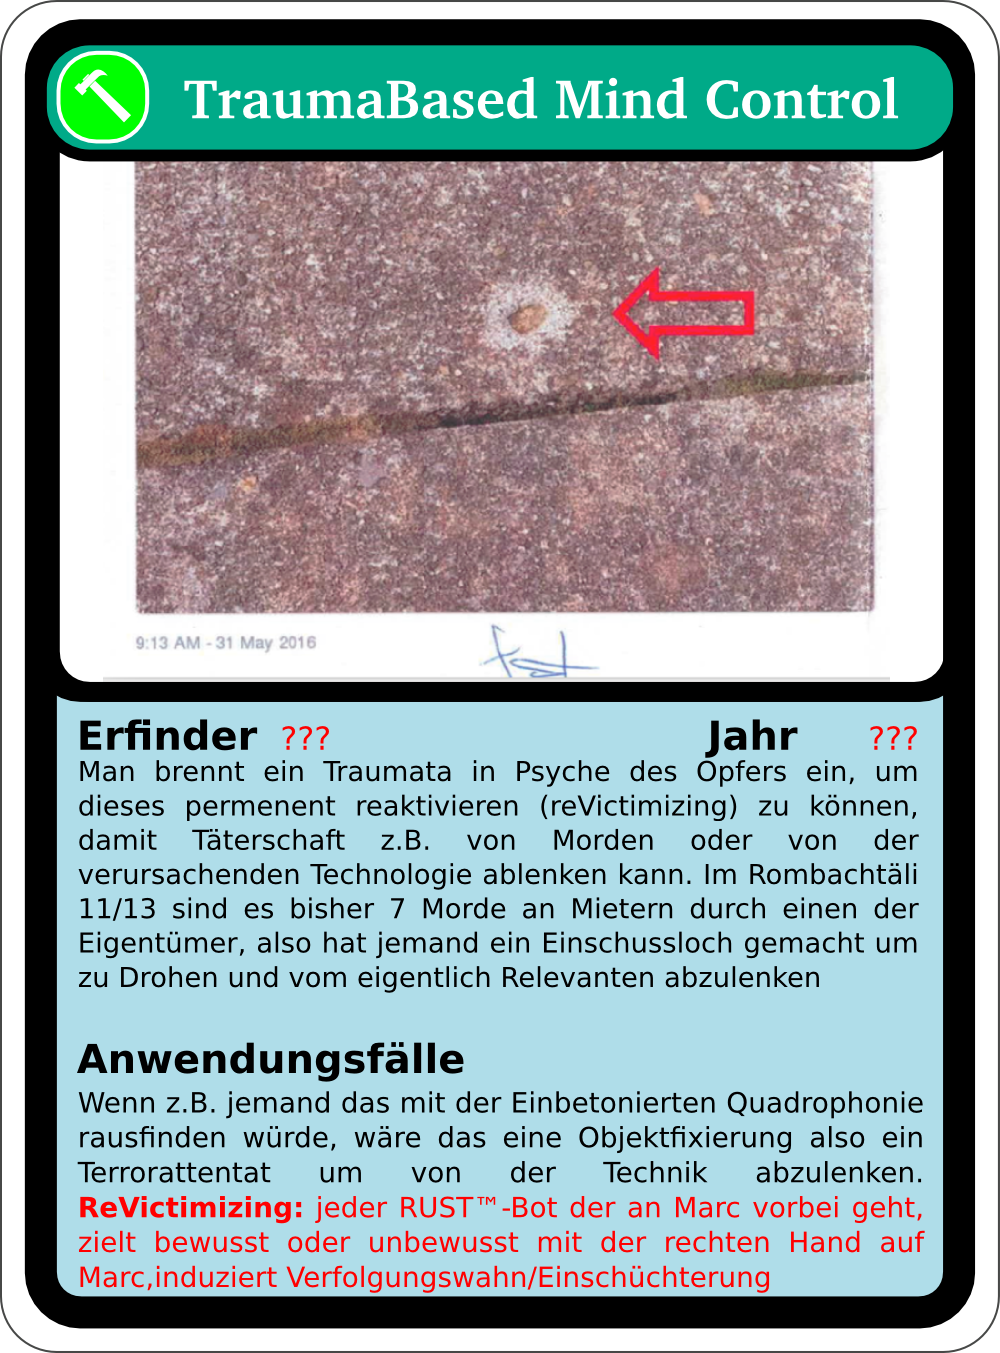 TraumaBased Mind Control
9:13 AM - 31 May 2016
Erfinder ??? Jahr ???
Man brennt ein Traumata in Psyche des Opfers ein, um
dieses permenent reaktivieren (reVictimizing) zu können,
damit Täterschaft z.B. von Morden oder von der
verursachenden Technologie ablenken kann. Im Rombachtäli
11/13 sind es bisher 7 Morde an Mietern durch einen der
Eigentümer, also hat jemand ein Einschussloch gemacht um
zu Drohen und vom eigentlich Relevanten abzulenken
Anwendungsfälle
Wenn z.B. jemand das mit der Einbetonierten Quadrophonie
rausfinden würde, wäre das eine Objektfixierung also ein
Terrorattentat um von der Technik abzulenken.
ReVictimizing: jeder RUST™-Bot der an Marc vorbei geht,
zielt bewusst oder unbewusst mit der rechten Hand auf
Marc,induziert Verfolgungswahn/Einschüchterung